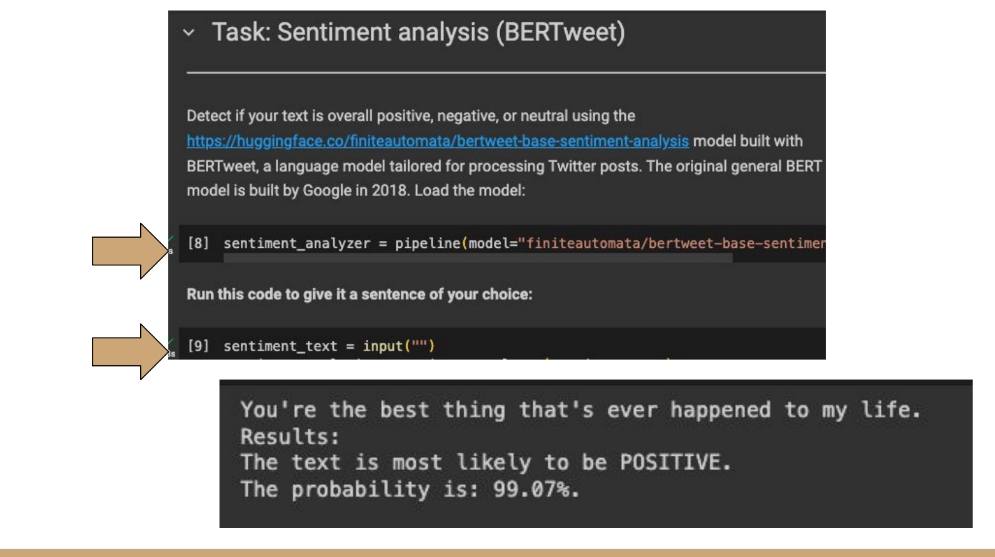 Task: Sentiment analysis (BERTweet)
Detect if your text is overall positive, negative, or neutral using the
https://huggingface.co/finiteautomata/bertweet-base-sentiment-analysis model built with
BERTweet, a language model tailored for processing Twitter posts. The original general BERT
model is built by Google in 2018. Load the model:
[8] sentiment_analyzer = pipeline(model="finiteautomata/bertweet-base-sentimen
Run this code to give it a sentence of your choice:
[9] sentiment_text = input("")
You're the best thing that's ever happened to my life.
Results:
The text is most likely to be POSITIVE.
The probability is: 99.07%.